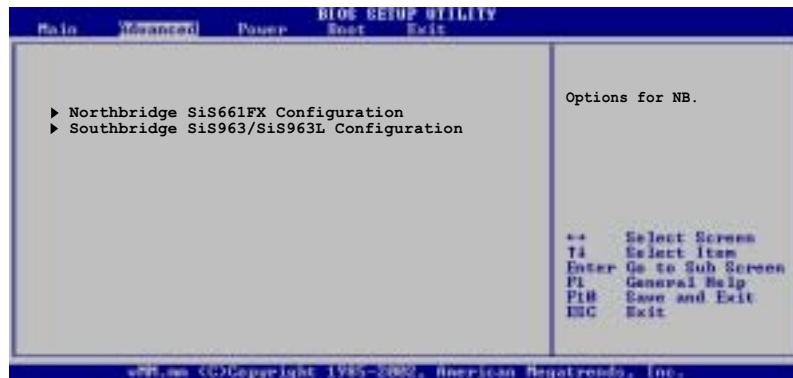 BIOS SETUP UTILITY
Main Advanced Power Boot Exit
Northbridge SiS661FX Configuration
Southbridge SiS963/SiS963L Configuration
Options for NB.
Select Screen
Select Item
Enter Go to Sub Screen
F1 General Help
F10 Save and Exit
ESC Exit
(C)Copyright 1985-2002, American Megatrends, Inc.